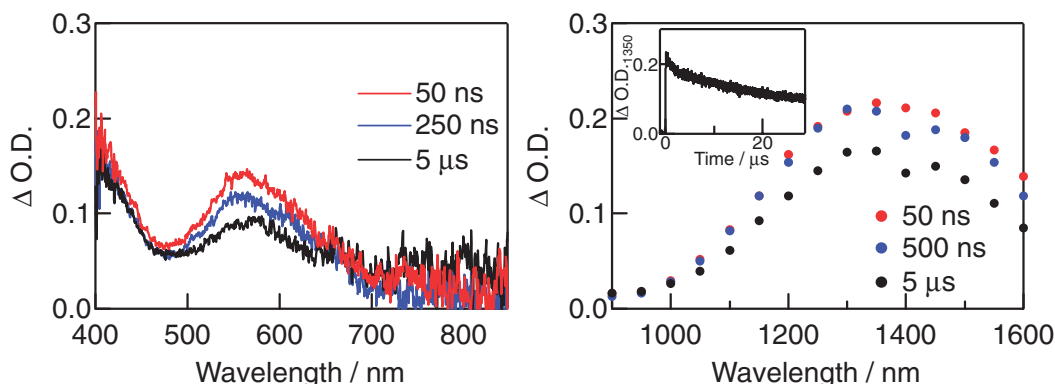 0.3
0.2
0.1
0.0
Δ O.D.
50 ns
250 ns
5 μs
400 500 600 700 800
Wavelength / nm
0.3
0.2
0.1
0.0
Δ O.D.
IΔ O.D.1350
0.2
0.0
0 20
Time / μs
50 ns
500 ns
5 μs
1000 1200 1400 1600
Wavelength / nm